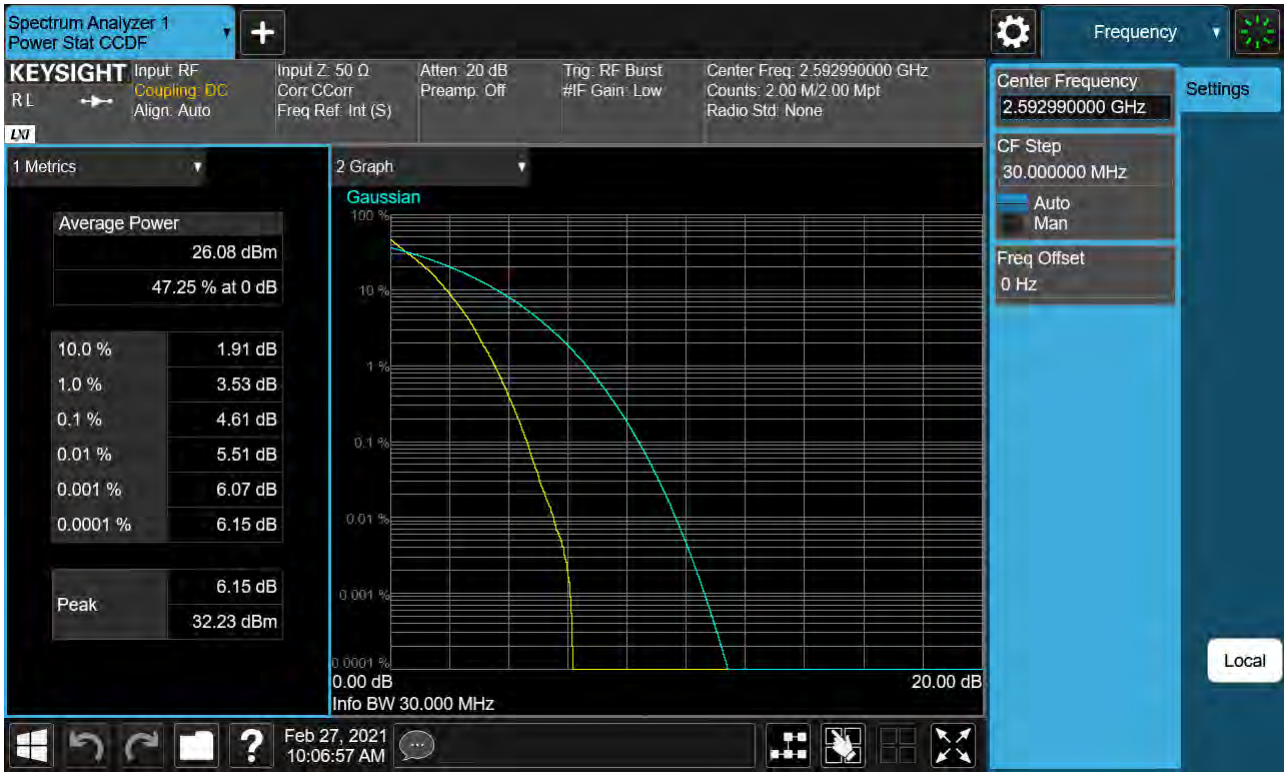 Spectrum Analyzer 1
Power Stat CCDF
Frequency
KEYSIGHT
RL
LXI
Input: RF
Coupling: DC
Align: Auto
Input Z: 50 Ω
Corr CCorr
Freq Ref: Int (S)
Atten: 20 dB
Preamp: Off
Trig: RF Burst
#IF Gain: Low
Center Freq: 2.592990000 GHz
Counts: 2.00 M/2.00 Mpt
Radio Std: None
Center Frequency
2.592990000 GHz
Settings
CF Step
30.000000 MHz
Auto
Man
Freq Offset
0 Hz
1 Metrics
Average Power
26.08 dBm
47.25 % at 0 dB
10.0 % 1.91 dB
1.0 % 3.53 dB
0.1 % 4.61 dB
0.01 % 5.51 dB
0.001 % 6.07 dB
0.0001 % 6.15 dB
Peak 6.15 dB
32.23 dBm
2 Graph
Gaussian
100 %
10 %
1 %
0.1 %
0.01 %
0.001 %
0.0001 %
0.00 dB 20.00 dB
Info BW 30.000 MHz
Local
? Feb 27, 2021
10:06:57 AM